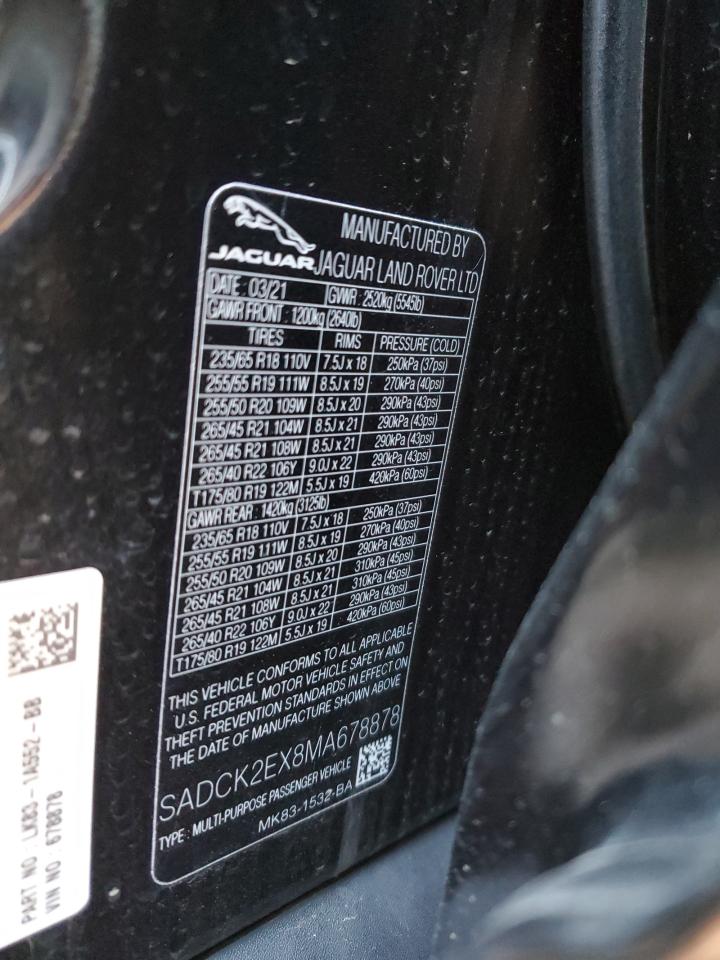 JAGUAR
MANUFACTURED BY
JAGUAR LAND ROVER LTD
DATE: 03/21 GVWR: 2520kg (5545lb)
GAWR FRONT: 1200kg (2640lb)
TIRES RIMS PRESSURE (COLD)
235/65 R18 110V 7.5J x 18 250kPa (37psi)
255/55 R19 111W 8.5J x 19 270kPa (40psi)
255/50 R20 109W 8.5J x 20 290kPa (43psi)
265/45 R21 104W 8.5J x 21 290kPa (43psi)
265/45 R21 108W 8.5J x 21 290kPa (43psi)
265/40 R22 106Y 9.0J x 22 290kPa (43psi)
T175/80 R19 122M 5.5J x 19 420kPa (60psi)
GAWR REAR: 1420kg (3125lb)
235/65 R18 110V 7.5J x 18 250kPa (37psi)
255/55 R19 111W 8.5J x 19 270kPa (40psi)
255/50 R20 109W 8.5J x 20 290kPa (43psi)
265/45 R21 104W 8.5J x 21 310kPa (45psi)
265/45 R21 108W 8.5J x 21 310kPa (45psi)
265/40 R22 106Y 9.0J x 22 290kPa (43psi)
T175/80 R19 122M 5.5J x 19 420kPa (60psi)
THIS VEHICLE CONFORMS TO ALL APPLICABLE
U.S. FEDERAL MOTOR VEHICLE SAFETY AND
THEFT PREVENTION STANDARDS IN EFFECT ON
THE DATE OF MANUFACTURE SHOWN ABOVE
SADCK2EX8MA678878
TYPE: MULTI-PURPOSE PASSENGER VEHICLE
MK83-1532-BA
PART NO : LK83-1A552-BB
VIN NO : 678878